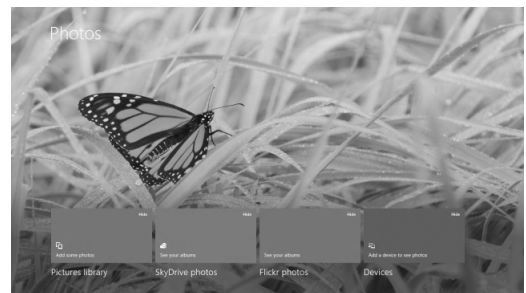 Photos
Hide
Hide
Hide
Hide
Add some photos
See your albums
See your albums
Add a device to see photos
Pictures library
SkyDrive photos
Flickr photos
Devices